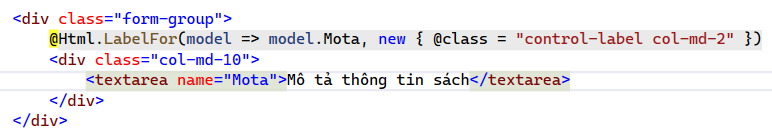 <div class="form-group">
@Html.LabelFor(model => model.Mota, new { @class = "control-label col-md-2" })
<div class="col-md-10">
<textarea name="Mota">Mô tả thông tin sách</textarea>
</div>
</div>